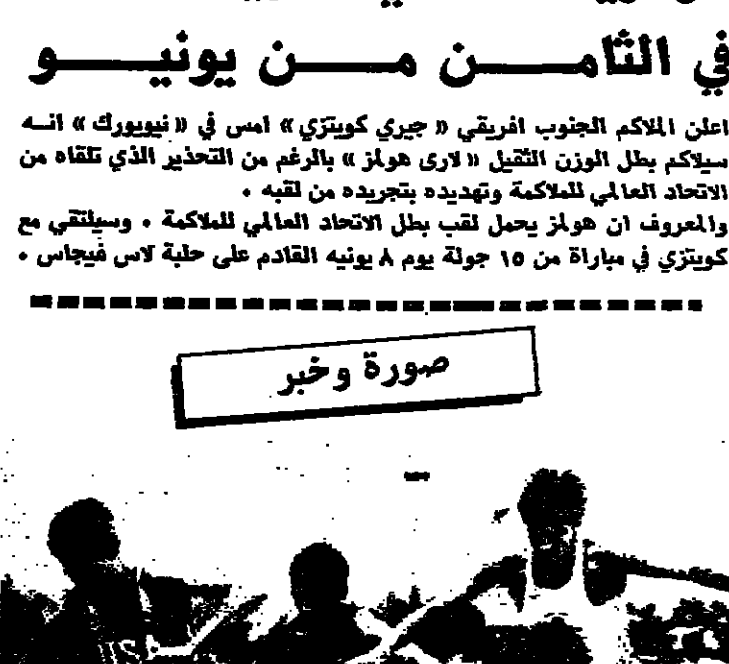 في الثامـــن مـــن يونيـــو
اعلن الملاكم الجنوب افريقي « جيري كويتزي » امس في « نيويورك » انــه
سيلاكم بطل الوزن الثقيل « لارى هولمز » بالرغم من التحذير الذي تلقاه من
الاتحاد العالمي للملاكمة وتهديده بتجريده من لقبه .
والمعروف ان هولمز يحمل لقب بطل الاتحاد العالمي للملاكمة . وسيلتقي مع
كويتزي في مباراة من ١٥ جولة يوم ٨ يونيه القادم على حلبة لاس فيجاس .
صورة وخبر